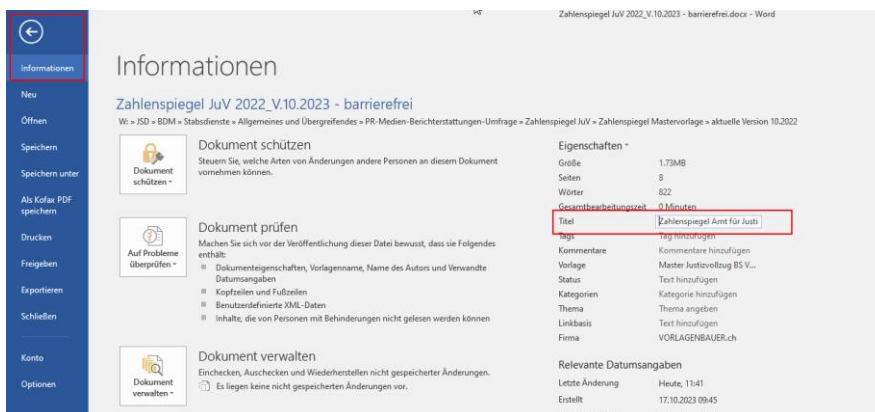 Zahlenspiegel JuV 2022_V.10.2023 - barrierefrei.docx - Word
Informationen
Neu
Öffnen
Speichern
Speichern unter
Als Kofax PDF
speichern
Drucken
Freigeben
Exportieren
Schließen
Konto
Optionen
Informationen
Zahlenspiegel JuV 2022_V.10.2023 - barrierefrei
W: » JSD » BDM » Stabsdienste » Allgemeines und Übergreifendes » PR-Medien-Berichterstattungen-Umfrage » Zahlenspiegel JuV » Zahlenspiegel Mastervorlage » aktuelle Version 10.2022
Dokument
schützen
Dokument schützen
Steuern Sie, welche Arten von Änderungen andere Personen an diesem Dokument
vornehmen können.
Auf Probleme
überprüfen
Dokument prüfen
Machen Sie sich vor der Veröffentlichung dieser Datei bewusst, dass sie Folgendes
enthält:
Dokumenteigenschaften, Vorlagenname, Name des Autors und Verwandte
Datumsangaben
Kopfzeilen und Fußzeilen
Benutzerdefinierte XML-Daten
Inhalte, die von Personen mit Behinderungen nicht gelesen werden können
Dokument
verwalten
Dokument verwalten
Einchecken, Auschecken und Wiederherstellen nicht gespeicherter Änderungen.
Es liegen keine nicht gespeicherten Änderungen vor.
Eigenschaften
Größe 1.73MB
Seiten 8
Wörter 822
Gesamtbearbeitungszeit 0 Minuten
Titel Zahlenspiegel Amt für Justi
Tags Tag hinzufügen
Kommentare Kommentare hinzufügen
Vorlage Master Justizvollzug BS V...
Status Text hinzufügen
Kategorien Kategorie hinzufügen
Thema Thema angeben
Linkbasis Text hinzufügen
Firma VORLAGENBAUER.ch
Relevante Datumsangaben
Letzte Änderung Heute, 11:41
Erstellt 17.10.2023 09:45